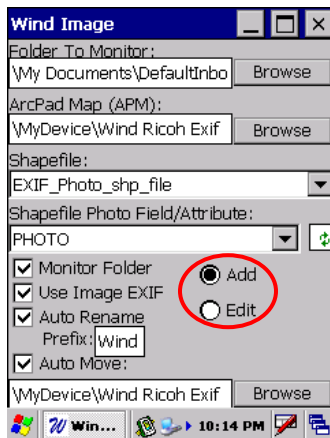 Wind Image
Folder To Monitor:
\My Documents\DefaultInbo Browse
ArcPad Map (APM):
\MyDevice\Wind Ricoh Exif Browse
Shapefile:
EXIF_Photo_shp_file
Shapefile Photo Field/Attribute:
PHOTO
Monitor Folder
Add
Use Image EXIF
Auto Rename
Edit
Prefix: Wind
Auto Move:
\MyDevice\Wind Ricoh Exif Browse
Win... 10:14 PM